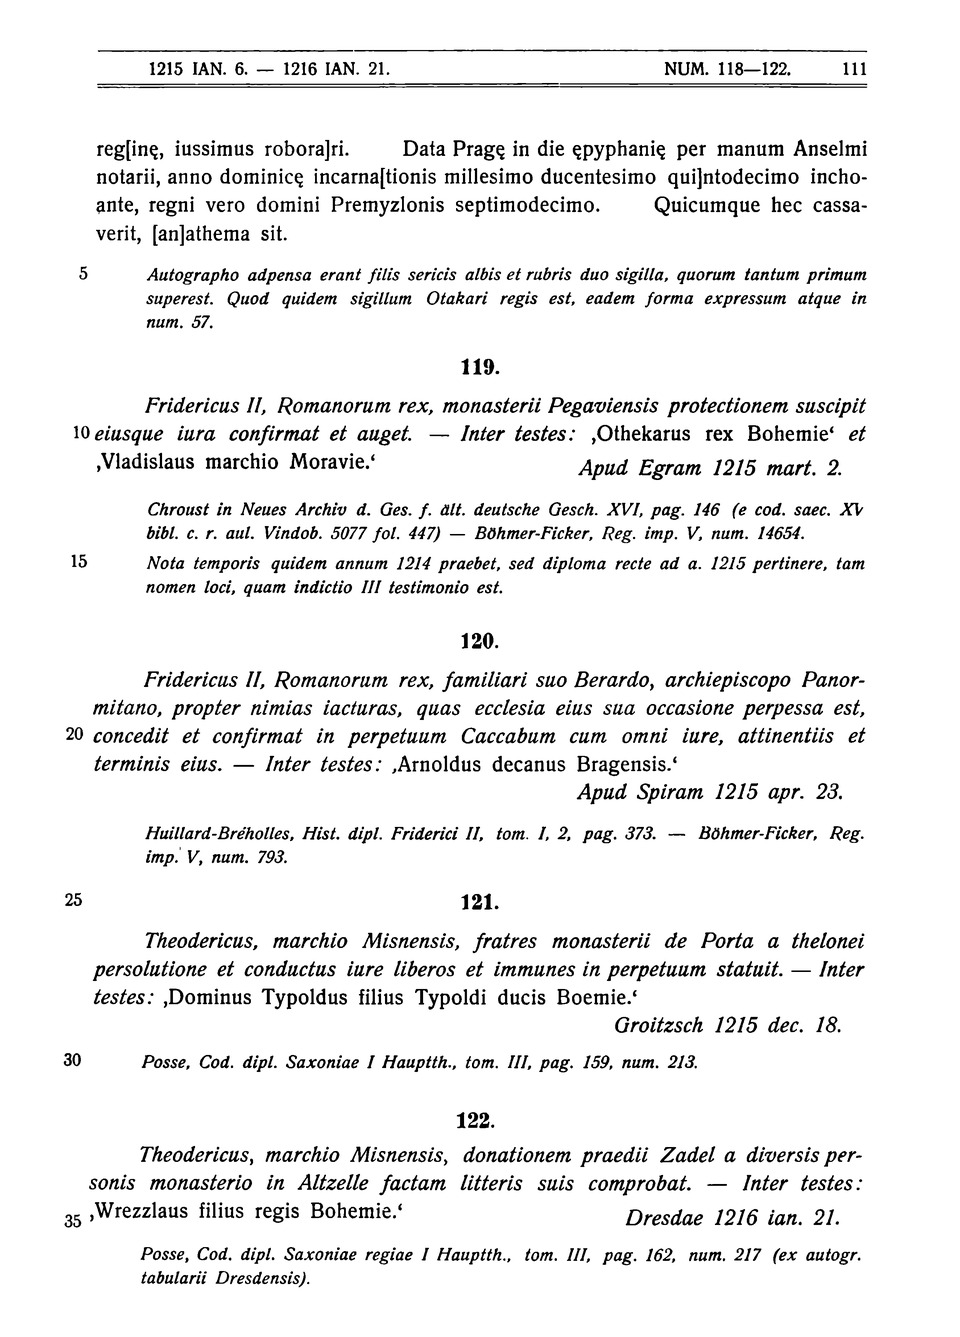 1215 IAN. 6. — 1216 IAN. 21. NUM. 118—122. 111
reg[inę, iussimus robora]ri. Data Pragę in die ępyphanię per manum Anselmi
notarii, anno dominicę incarna[tionis millesimo ducentesimo qui]ntodecimo incho-
ante, regni vero domini Premyzlonis septimodecimo. Quicumque hec cassa-
verit, [an]athema sit.
5 Autographo adpensa erant filis sericis albis et rubris duo sigilla, quorum tantum primum
superest. Quod quidem sigillum Otakari regis est, eadem forma expressum atque in
num. 57.
119.
Fridericus II, Romanorum rex, monasterii Pegaviensis protectionem suscipit
10 eiusque iura confirmat et auget. — Inter testes: ‚Othekarus rex Bohemie‘ et
‚Vladislaus marchio Moravie.‘ Apud Egram 1215 mart. 2.
Chroust in Neues Archiv d. Ges. f. ält. deutsche Gesch. XVI, pag. 146 (e cod. saec. XV
bibl. c. r. aul. Vindob. 5077 fol. 447) — Böhmer-Ficker, Reg. imp. V, num. 14654.
15 Nota temporis quidem annum 1214 praebet, sed diploma recte ad a. 1215 pertinere, tam
nomen loci, quam indictio III testimonio est.
120.
Fridericus II, Romanorum rex, familiari suo Berardo, archiepiscopo Panor-
mitano, propter nimias iacturas, quas ecclesia eius sua occasione perpessa est,
20 concedit et confirmat in perpetuum Caccabum cum omni iure, attinentiis et
terminis eius. — Inter testes: ‚Arnoldus decanus Bragensis.‘
Apud Spiram 1215 apr. 23.
Huillard-Bréholles, Hist. dipl. Friderici II, tom. I, 2, pag. 373. — Böhmer-Ficker, Reg.
imp. V, num. 793.
25 121.
Theodericus, marchio Misnensis, fratres monasterii de Porta a thelonei
persolutione et conductus iure liberos et immunes in perpetuum statuit. — Inter
testes: ‚Dominus Typoldus filius Typoldi ducis Boemie.‘
Groitzsch 1215 dec. 18.
30 Posse, Cod. dipl. Saxoniae I Hauptth., tom. III, pag. 159, num. 213.
122.
Theodericus, marchio Misnensis, donationem praedii Zadel a diversis per-
sonis monasterio in Altzelle factam litteris suis comprobat. — Inter testes:
35 ‚Wrezzlaus filius regis Bohemie.‘ Dresdae 1216 ian. 21.
Posse, Cod. dipl. Saxoniae regiae I Hauptth., tom. III, pag. 162, num. 217 (ex autogr.
tabularii Dresdensis).